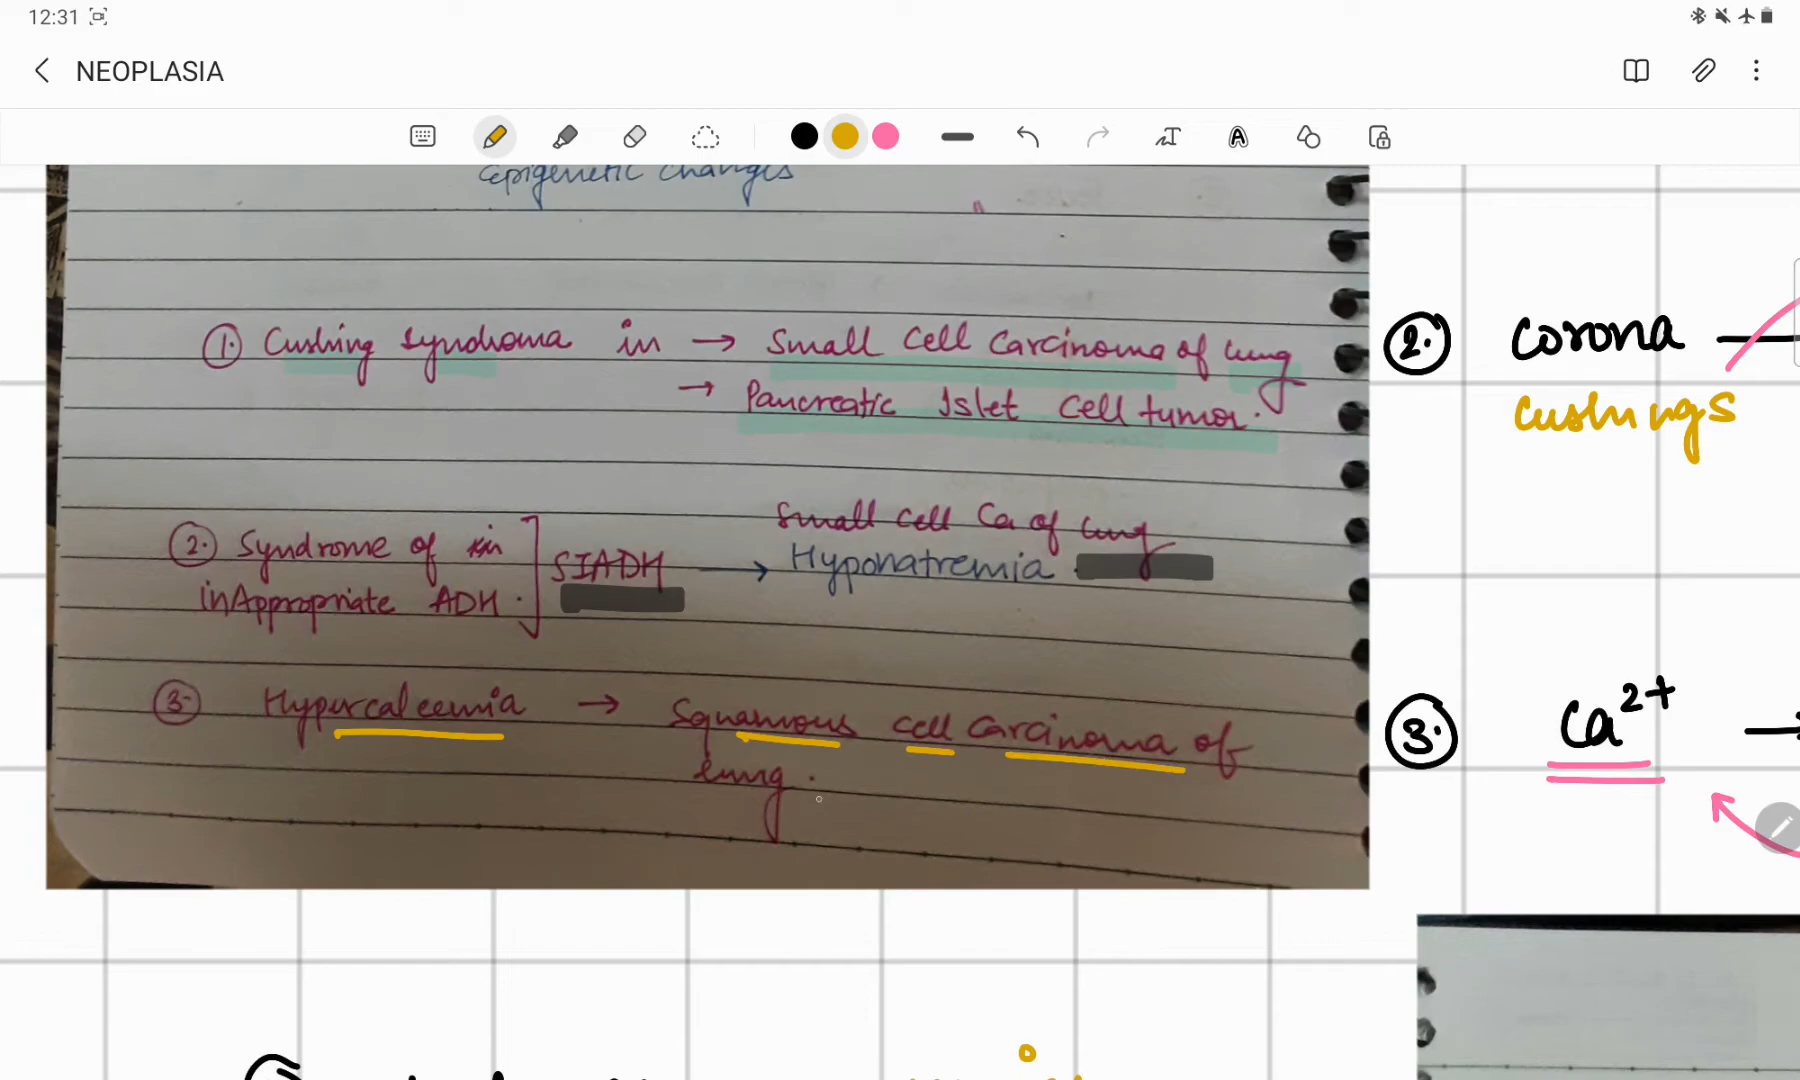 12:31
NEOPLASIA
epigenetic changes
1. Cushing syndroma in → Small Cell Carcinoma of lung
→ Pancreatic Islet Cell tumor.
2. Syndrome of in
inAppropriate ADH.
SIADH →
Small cell Ca of lung
Hyponatremia
3. Hypercalcemia → Squamous cell Carcinoma of
lung.
2. Corona
Cushings
3. Ca2+ →